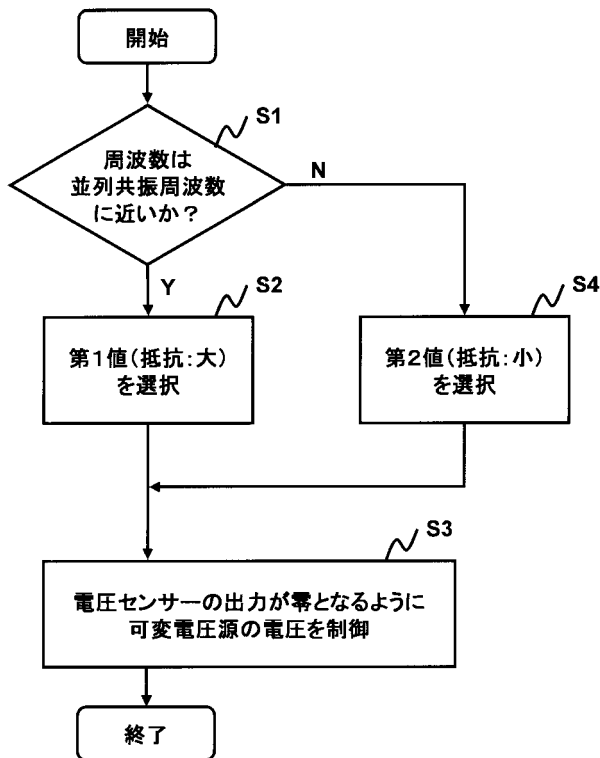 開始
S1
周波数は
並列共振周波数
に近いか？
N
Y
S2
第１値(抵抗:大)
を選択
S4
第２値(抵抗:小)
を選択
S3
電圧センサーの出力が零となるように
可変電圧源の電圧を制御
終了